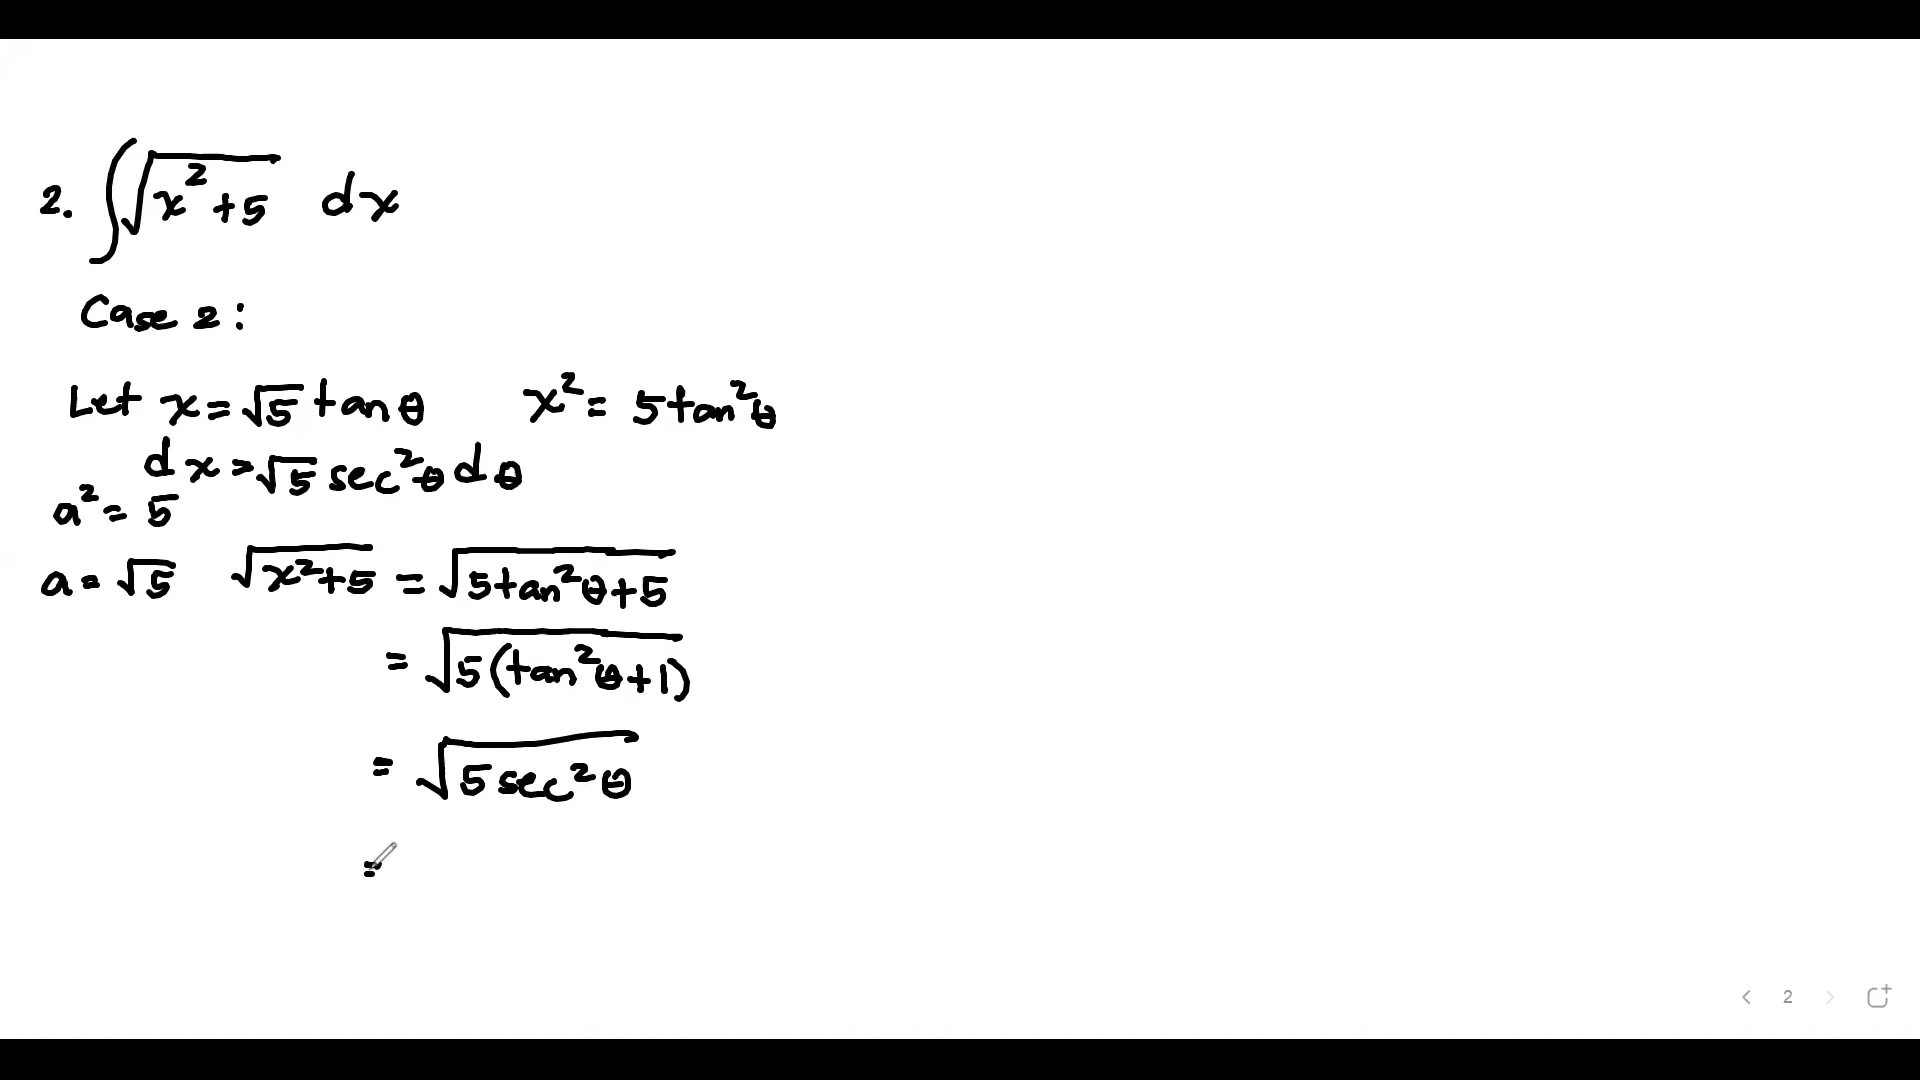 2. ∫√(x²+5) dx
Case 2:
Let x = √5 tan θ    x² = 5tan²θ
dx = √5 sec²θ dθ
a² = 5
a = √5    √(x²+5) = √(5tan²θ+5)
= √(5(tan²θ+1))
= √(5sec²θ)
=
2